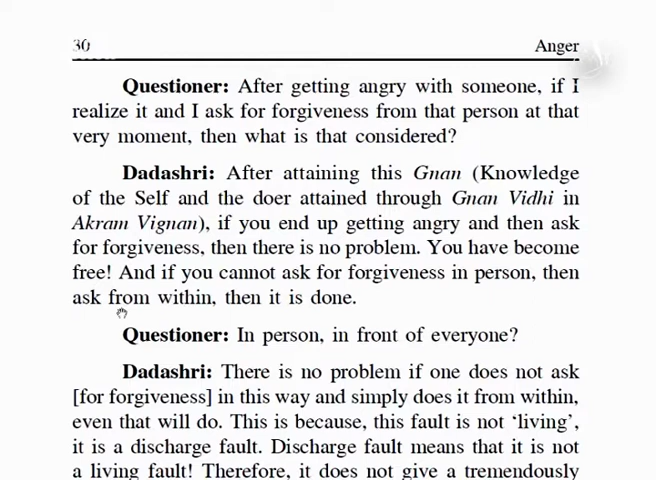 30 Anger
Questioner: After getting angry with someone, if I
realize it and I ask for forgiveness from that person at that
very moment, then what is that considered?
Dadashri: After attaining this Gnan (Knowledge
of the Self and the doer attained through Gnan Vidhi in
Akram Vignan), if you end up getting angry and then ask
for forgiveness, then there is no problem. You have become
free! And if you cannot ask for forgiveness in person, then
ask from within, then it is done.
Questioner: In person, in front of everyone?
Dadashri: There is no problem if one does not ask
[for forgiveness] in this way and simply does it from within,
even that will do. This is because, this fault is not ‘living’,
it is a discharge fault. Discharge fault means that it is not
a living fault! Therefore, it does not give a tremendously